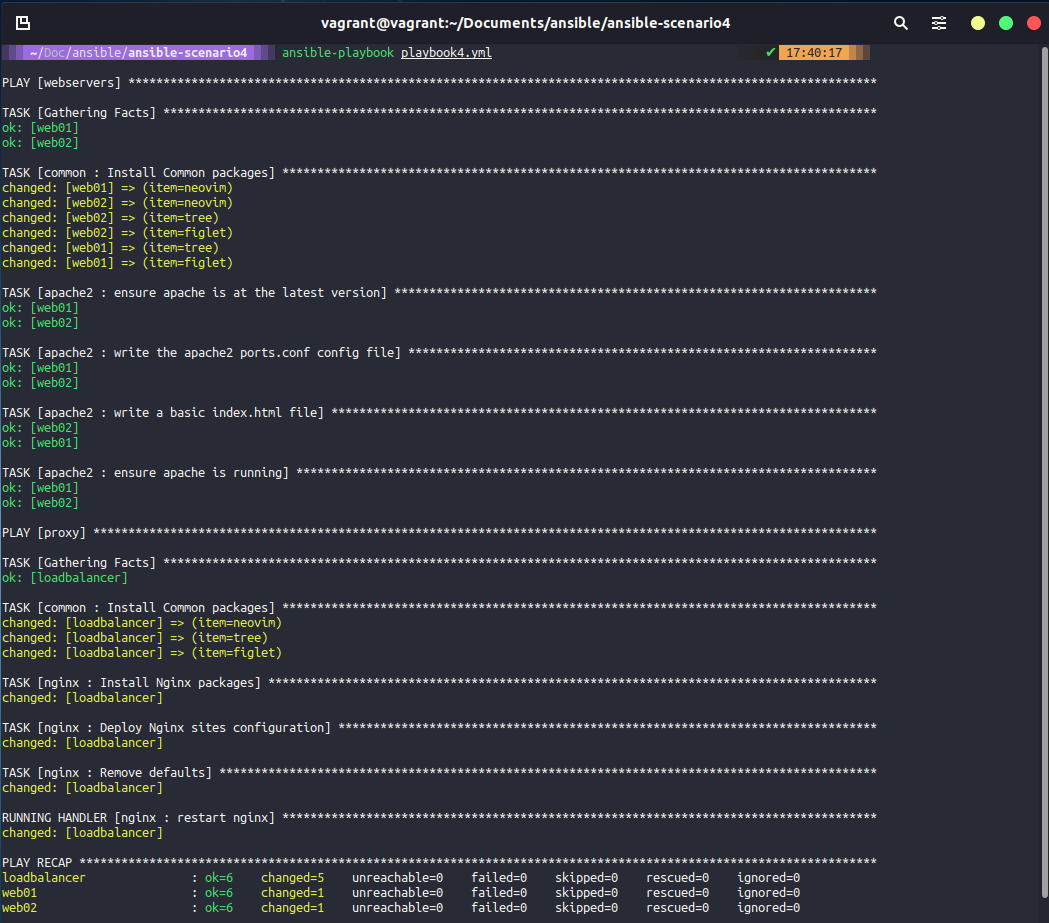 vagrant@vagrant:~/Documents/ansible/ansible-scenario4
~/Doc/ansible/ansible-scenario4 ansible-playbook playbook4.yml ✔ 17:40:17
PLAY [webservers] ***********************************************************************************************************
TASK [Gathering Facts] ******************************************************************************************************
ok: [web01]
ok: [web02]
TASK [common : Install Common packages] *************************************************************************************
changed: [web01] => (item=neovim)
changed: [web02] => (item=neovim)
changed: [web02] => (item=tree)
changed: [web02] => (item=figlet)
changed: [web01] => (item=tree)
changed: [web01] => (item=figlet)
TASK [apache2 : ensure apache is at the latest version] *********************************************************************
ok: [web01]
ok: [web02]
TASK [apache2 : write the apache2 ports.conf config file] *******************************************************************
ok: [web01]
ok: [web02]
TASK [apache2 : write a basic index.html file] ******************************************************************************
ok: [web02]
ok: [web01]
TASK [apache2 : ensure apache is running] ***********************************************************************************
ok: [web01]
ok: [web02]
PLAY [proxy] ****************************************************************************************************************
TASK [Gathering Facts] ******************************************************************************************************
ok: [loadbalancer]
TASK [common : Install Common packages] *************************************************************************************
changed: [loadbalancer] => (item=neovim)
changed: [loadbalancer] => (item=tree)
changed: [loadbalancer] => (item=figlet)
TASK [nginx : Install Nginx packages] ***************************************************************************************
changed: [loadbalancer]
TASK [nginx : Deploy Nginx sites configuration] *****************************************************************************
changed: [loadbalancer]
TASK [nginx : Remove defaults] **********************************************************************************************
changed: [loadbalancer]
RUNNING HANDLER [nginx : restart nginx] *************************************************************************************
changed: [loadbalancer]
PLAY RECAP ******************************************************************************************************************
loadbalancer : ok=6 changed=5 unreachable=0 failed=0 skipped=0 rescued=0 ignored=0
web01 : ok=6 changed=1 unreachable=0 failed=0 skipped=0 rescued=0 ignored=0
web02 : ok=6 changed=1 unreachable=0 failed=0 skipped=0 rescued=0 ignored=0